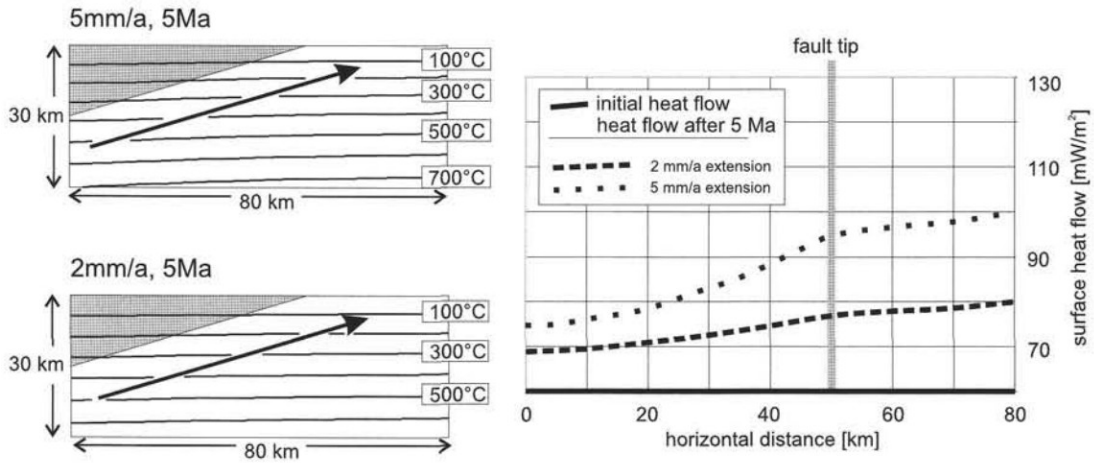 5mm/a, 5Ma
100°C
300°C
30 km
500°C
700°C
80 km
2mm/a, 5Ma
100°C
300°C
30 km
500°C
80 km
fault tip
130
initial heat flow
heat flow after 5 Ma
110
2 mm/a extension
5 mm/a extension
90
70
surface heat flow [mW/m²]
0 20 40 60 80
horizontal distance [km]